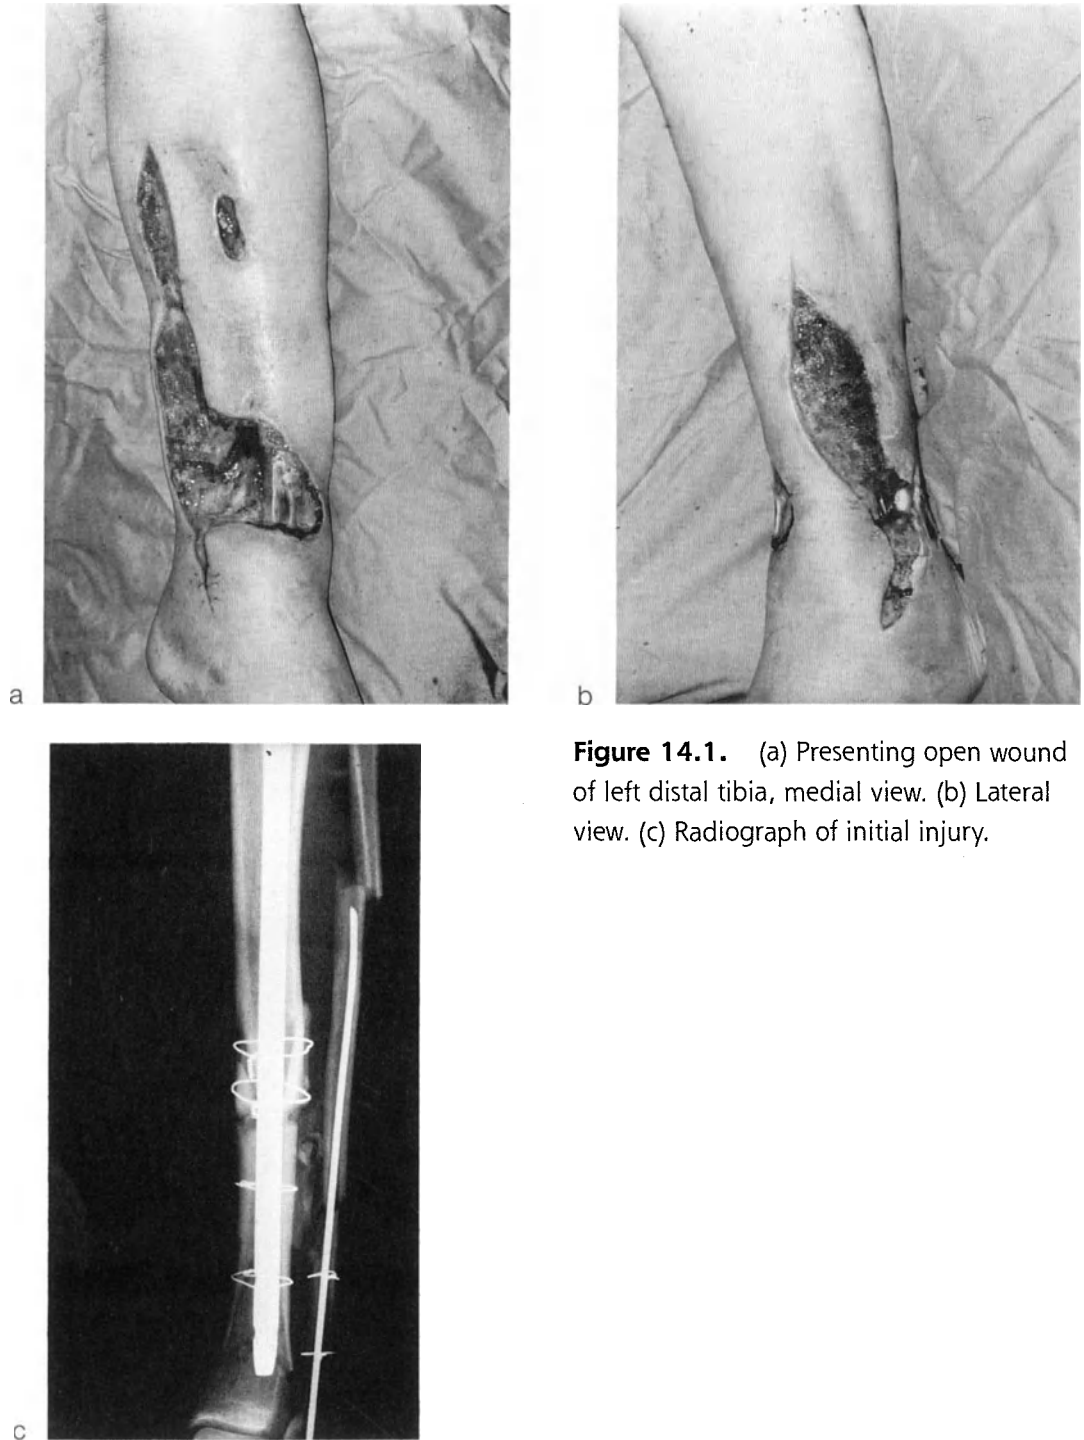 a
b
Figure 14.1. (a) Presenting open wound
of left distal tibia, medial view. (b) Lateral
view. (c) Radiograph of initial injury.
c